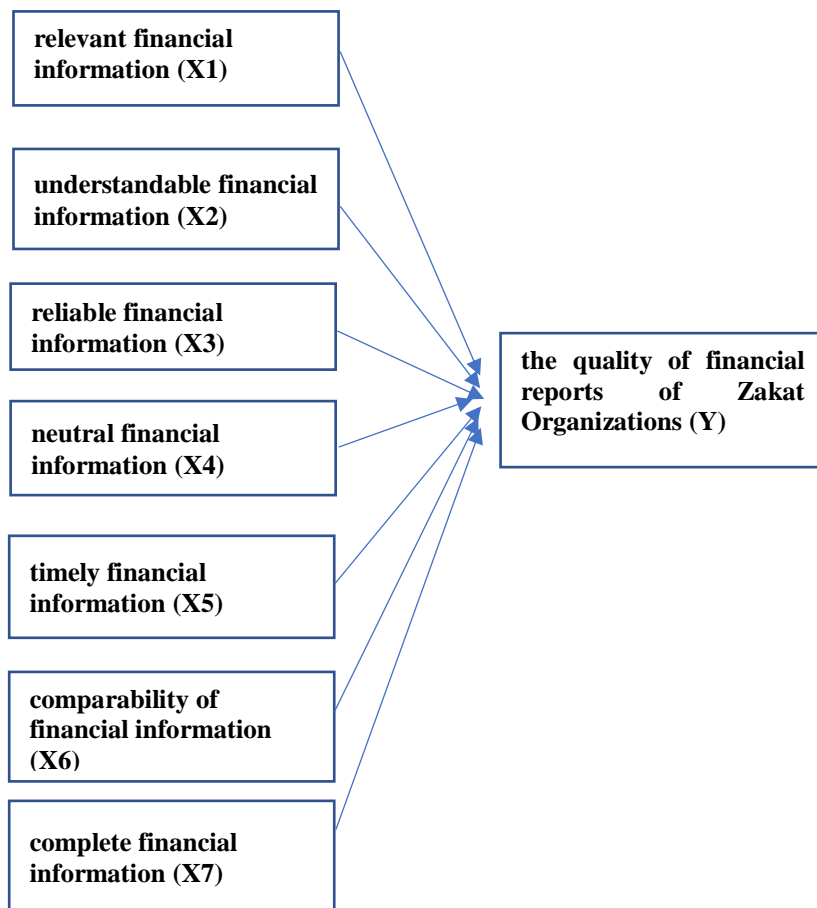 relevant financial
information (X1)
understandable financial
information (X2)
reliable financial
information (X3)
neutral financial
information (X4)
timely financial
information (X5)
comparability of
financial information
(X6)
complete financial
information (X7)
the quality of financial
reports of Zakat
Organizations (Y)